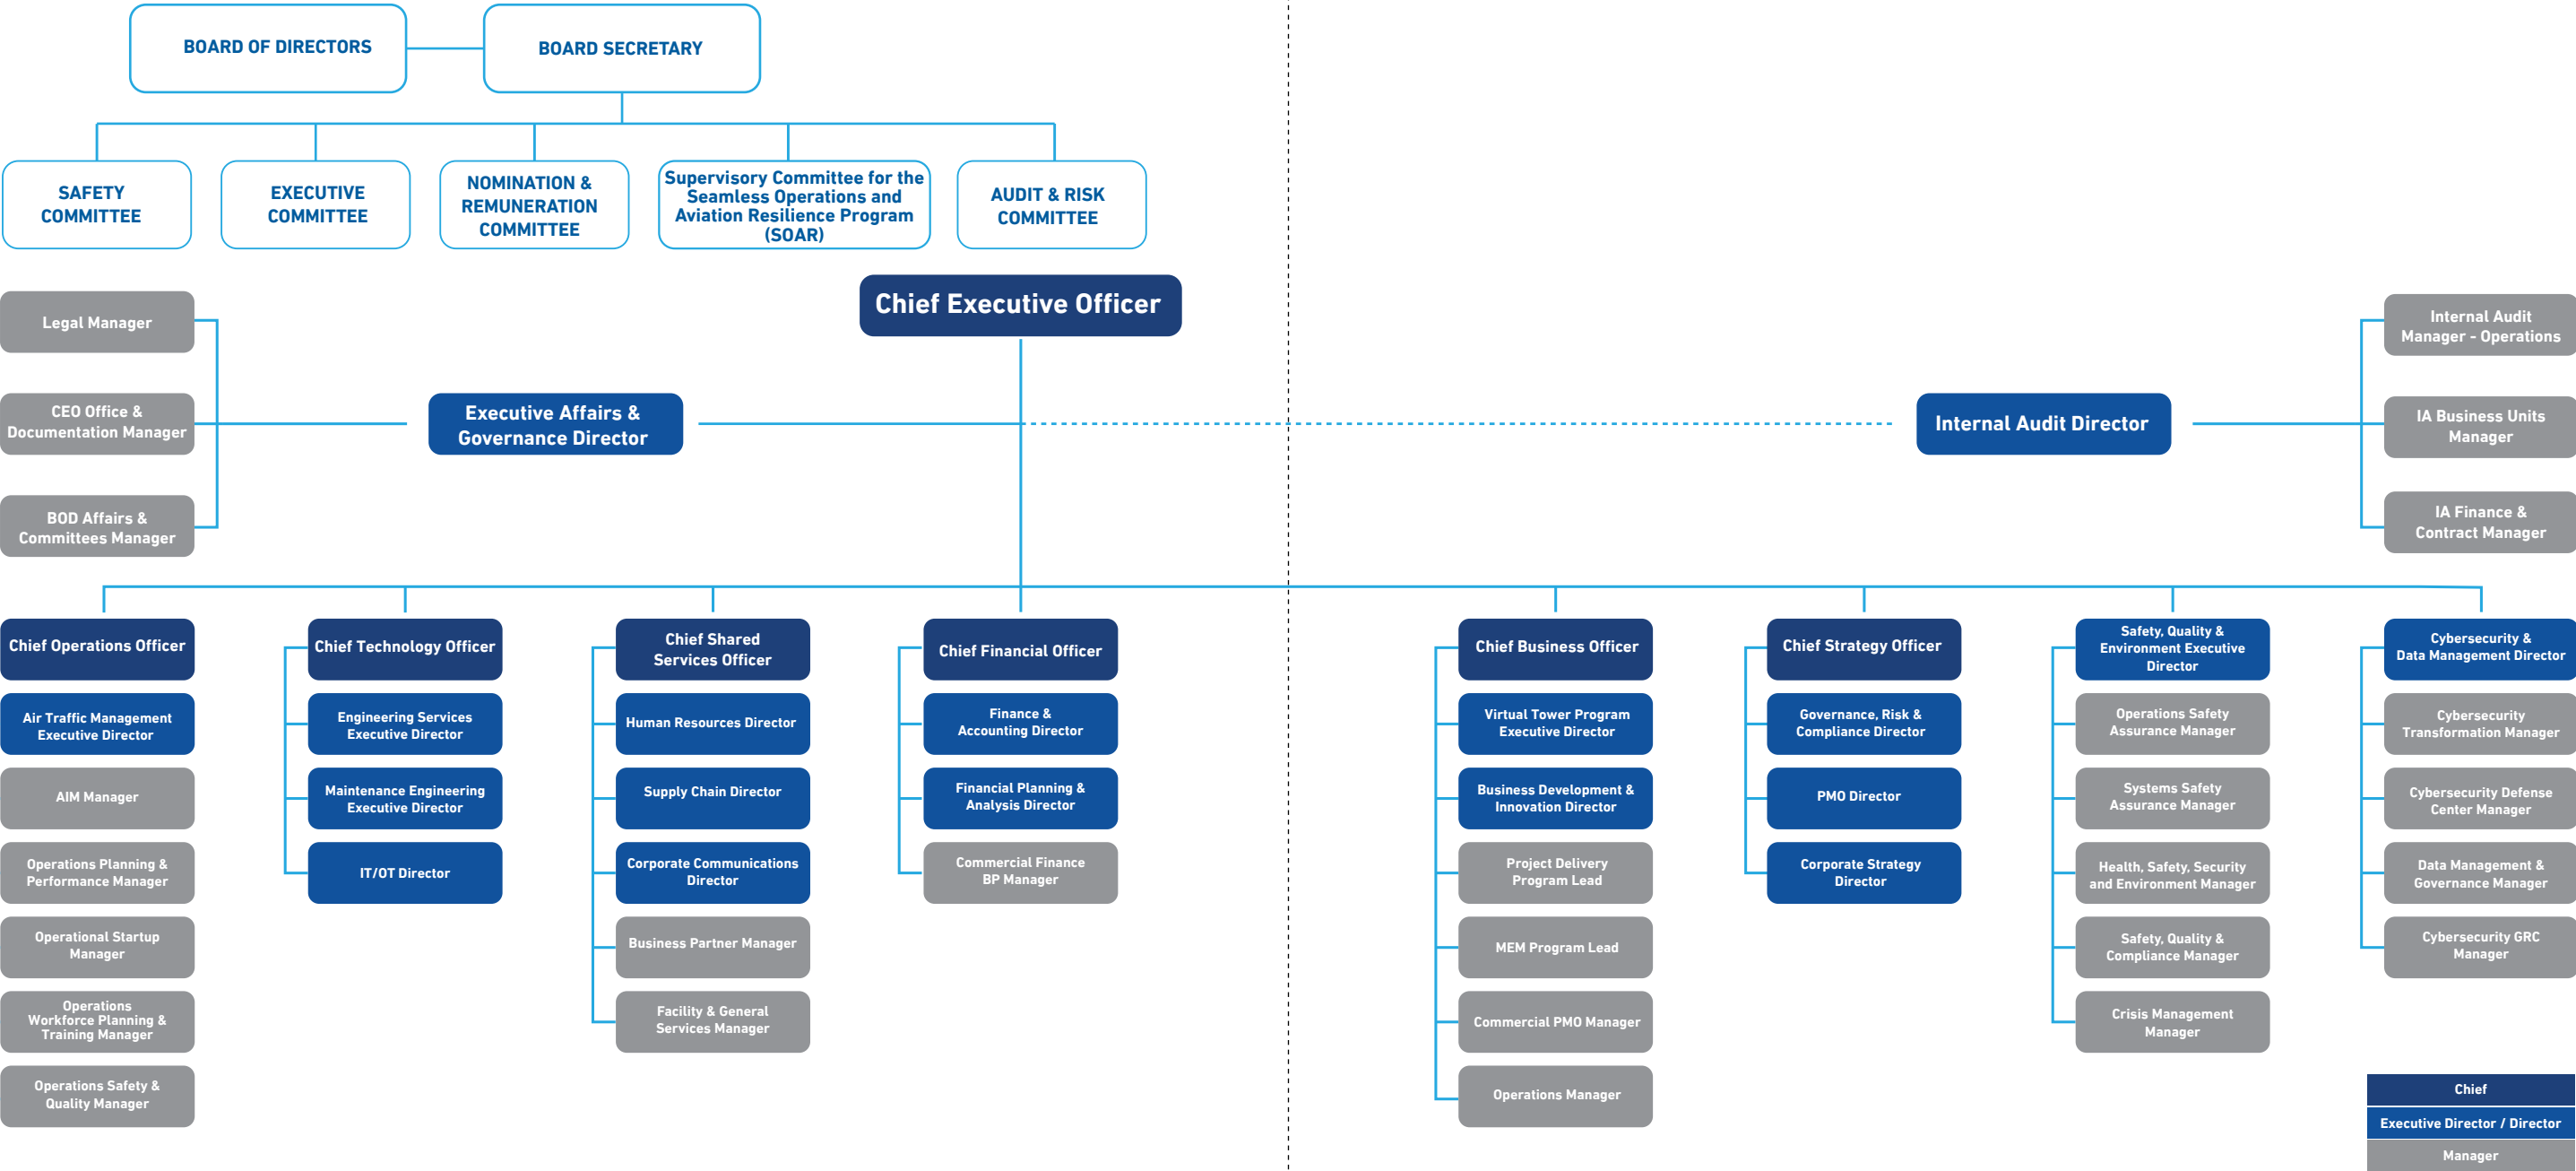 BOARD OF DIRECTORS
BOARD SECRETARY
SAFETY
COMMITTEE
EXECUTIVE
COMMITTEE
NOMINATION &
REMUNERATION
COMMITTEE
Supervisory Committee for the
Seamless Operations and
Aviation Resilience Program
(SOAR)
AUDIT & RISK
COMMITTEE
Chief Executive Officer
Legal Manager
CEO Office &
Documentation Manager
BOD Affairs &
Committees Manager
Executive Affairs &
Governance Director
Internal Audit Director
Internal Audit
Manager - Operations
IA Business Units
Manager
IA Finance &
Contract Manager
Chief Operations Officer
Air Traffic Management
Executive Director
AIM Manager
Operations Planning &
Performance Manager
Operational Startup
Manager
Operations
Workforce Planning &
Training Manager
Operations Safety &
Quality Manager
Chief Technology Officer
Engineering Services
Executive Director
Maintenance Engineering
Executive Director
IT/OT Director
Chief Shared
Services Officer
Human Resources Director
Supply Chain Director
Corporate Communications
Director
Business Partner Manager
Facility & General
Services Manager
Chief Financial Officer
Finance &
Accounting Director
Financial Planning &
Analysis Director
Commercial Finance
BP Manager
Chief Business Officer
Virtual Tower Program
Executive Director
Business Development &
Innovation Director
Project Delivery
Program Lead
MEM Program Lead
Commercial PMO Manager
Operations Manager
Chief Strategy Officer
Governance, Risk &
Compliance Director
PMO Director
Corporate Strategy
Director
Safety, Quality &
Environment Executive
Director
Operations Safety
Assurance Manager
Systems Safety
Assurance Manager
Health, Safety, Security
and Environment Manager
Safety, Quality &
Compliance Manager
Crisis Management
Manager
Cybersecurity &
Data Management Director
Cybersecurity
Transformation Manager
Cybersecurity Defense
Center Manager
Data Management &
Governance Manager
Cybersecurity GRC
Manager
Chief
Executive Director / Director
Manager